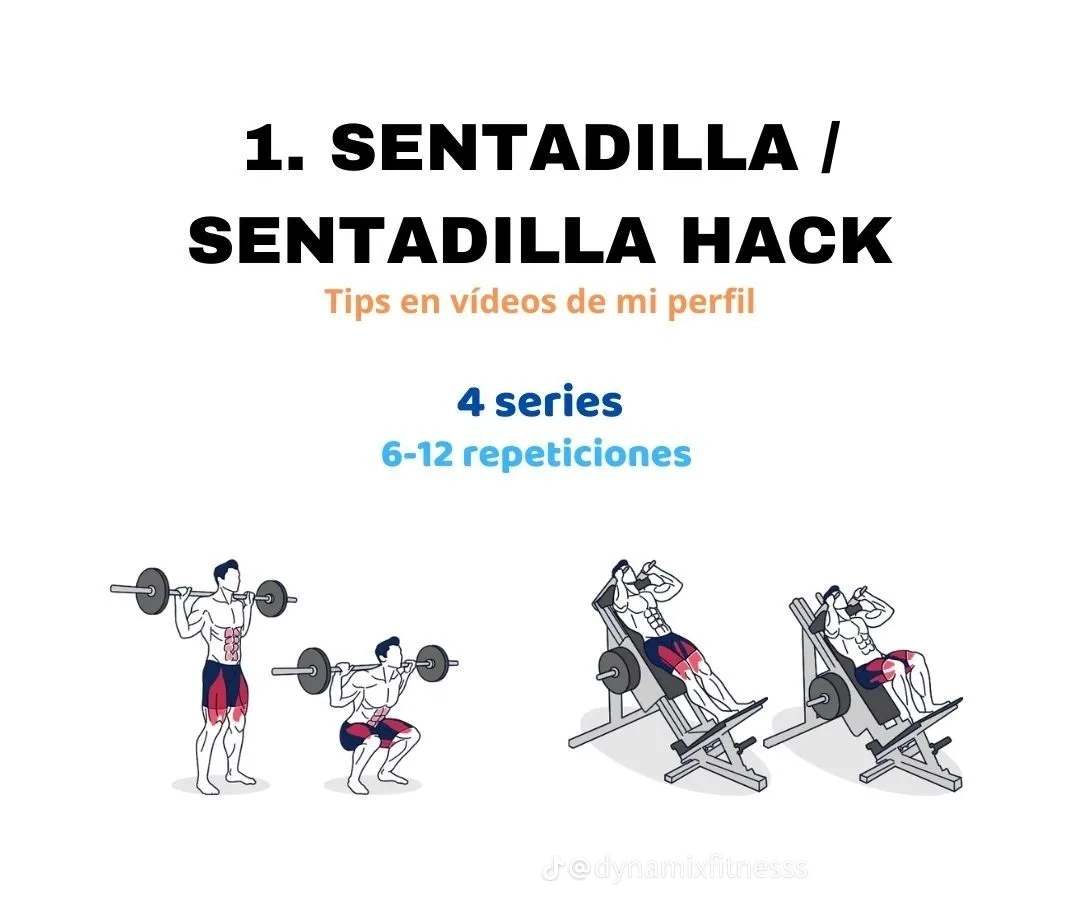 1. SENTADILLA /
SENTADILLA HACK
Tips en vídeos de mi perfil
4 series
6-12 repeticiones
@dynamixfitnesss